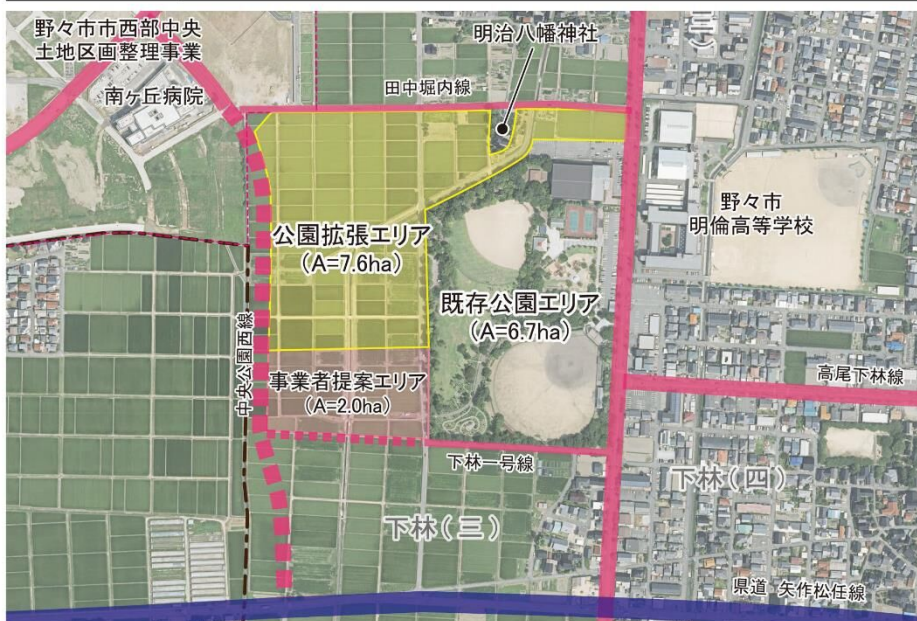 野々市市西部中央
土地区画整理事業
南ヶ丘病院
明治八幡神社
田中堀内線
公園拡張エリア
(A=7.6ha)
野々市
明倫高等学校
既存公園エリア
(A=6.7ha)
中央公園西線
事業者提案エリア
(A=2.0ha)
高尾下林線
下林一号線
下林(四)
下林(三)
県道 矢作松任線